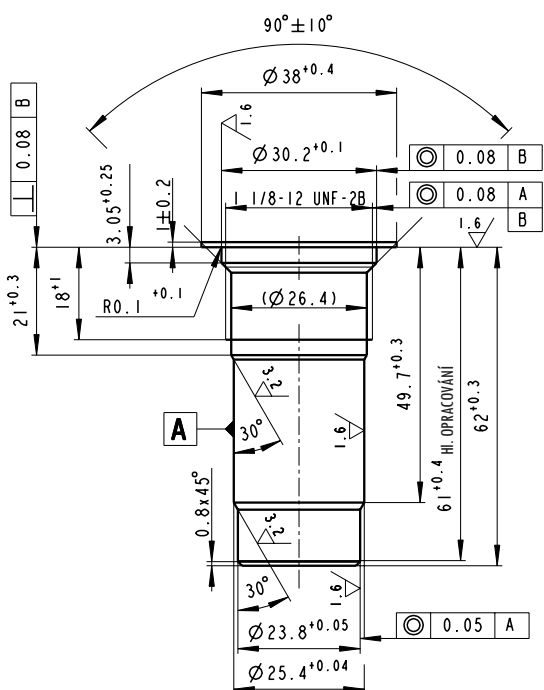 90°±10°
Ø38+0.4
1.6
Ø30.2+0.1
◎ 0.08 B
1 1/8-12 UNF-2B
◎ 0.08 A
B
1.6
⊥ 0.08 B
3.05+0.25
1±0.2
R0.1 +0.1
(Ø26.4)
21+0.3
18+1
49.7+0.3
61+0.4 Hl. OPRACOVÁNÍ
62+0.3
3.2
A
30°
1.6
0.8x45°
3.2
30°
1.6
Ø23.8+0.05
◎ 0.05 A
Ø25.4+0.04